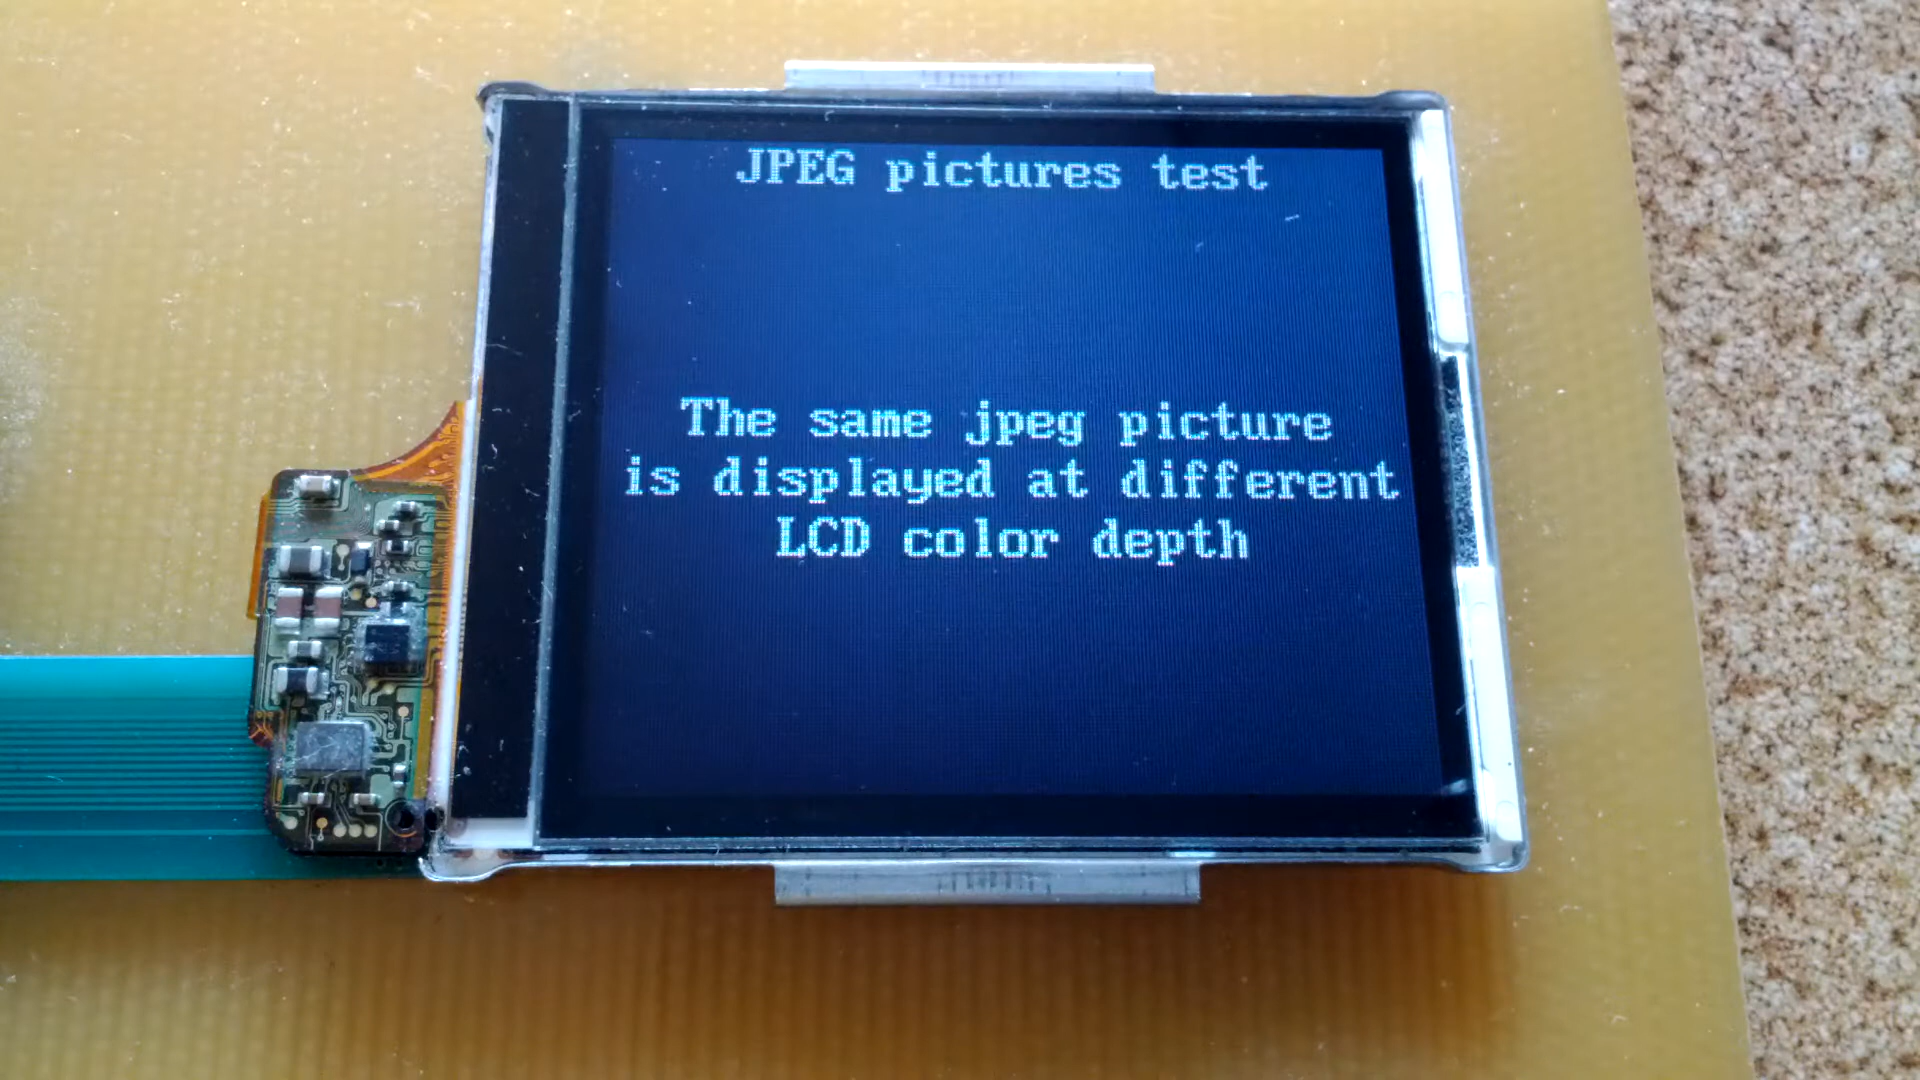 JPEG pictures test
The same jpeg picture
is displayed at different
LCD color depth